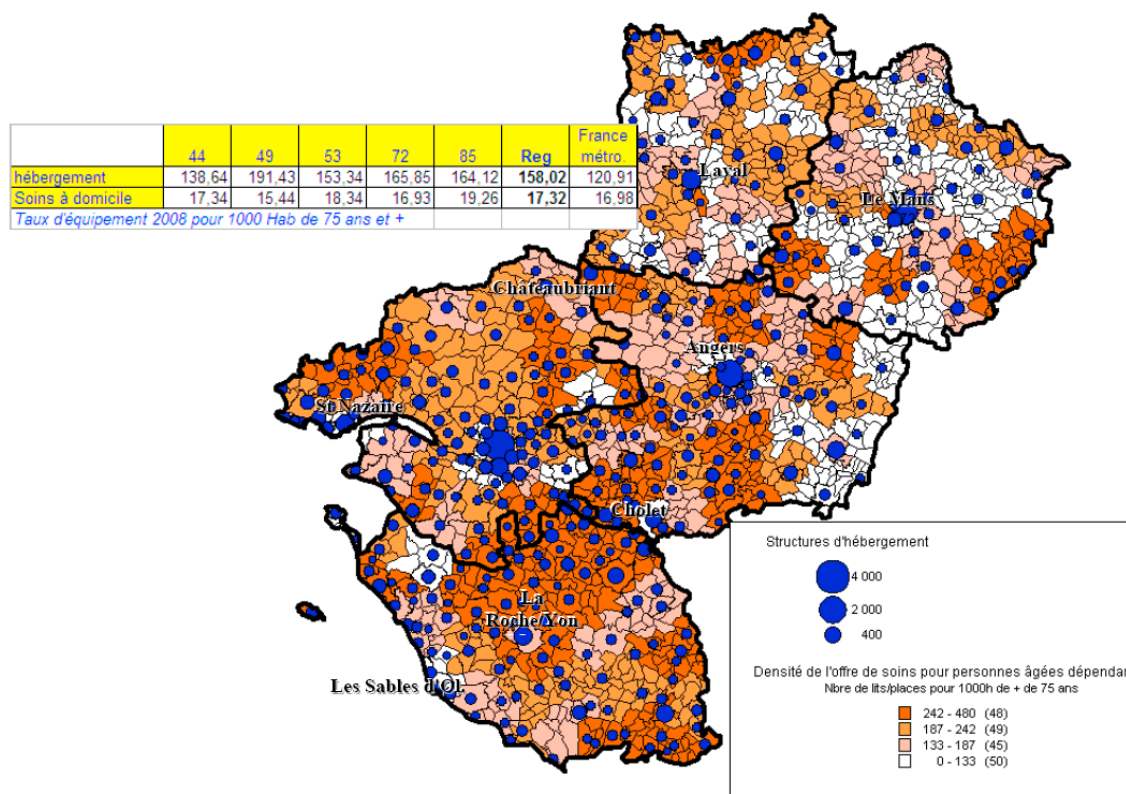 44 49 53 72 85 Reg France métro.
hébergement 138,64 191,43 153,34 165,85 164,12 158,02 120,91
Soins à domicile 17,34 15,44 18,34 16,93 19,26 17,32 16,98
Taux d'équipement 2008 pour 1000 Hab de 75 ans et +
Laval
Le Mans
Chateaubriant
Angers
St Nazaire
Cholet
La
Roche/Yon
Les Sables d'Ol.
Structures d'hébergement
4 000
2 000
400
Densité de l'offre de soins pour personnes âgées dépendan
Nbre de lits/places pour 1000h de + de 75 ans
242 - 480 (48)
187 - 242 (49)
133 - 187 (45)
0 - 133 (50)